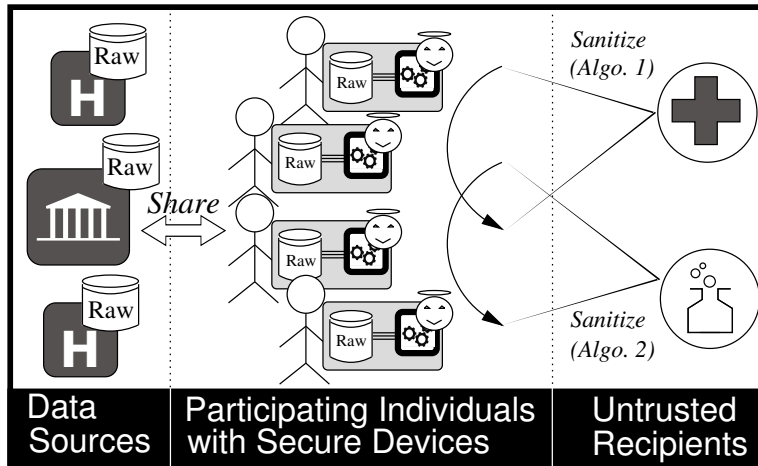 Raw
H
Raw
Share
Raw
H
Raw
Raw
Raw
Raw
Sanitize
(Algo. 1)
Sanitize
(Algo. 2)
Data
Sources
Participating Individuals
with Secure Devices
Untrusted
Recipients